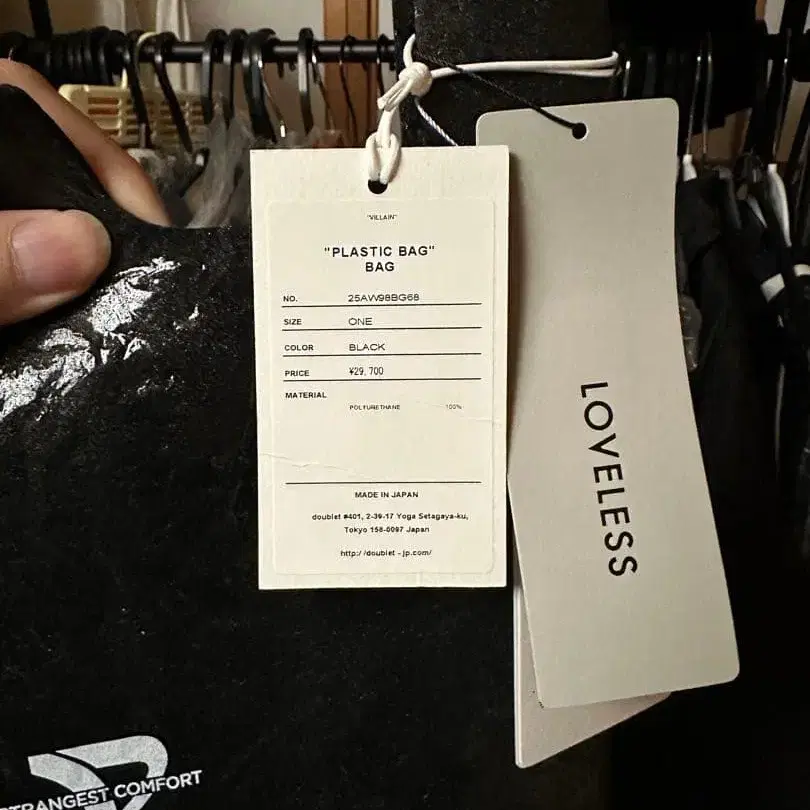 "VILLAIN"
"PLASTIC BAG"
BAG
NO. 25AW98BG68
SIZE ONE
COLOR BLACK
PRICE ¥29,700
MATERIAL
POLYURETHANE 100%
MADE IN JAPAN
doublet #401, 2-39-17 Yoga Setagaya-ku,
Tokyo 158-0097 Japan
http://doublet-jp.com/
LOVELESS
STRANGEST COMFORT